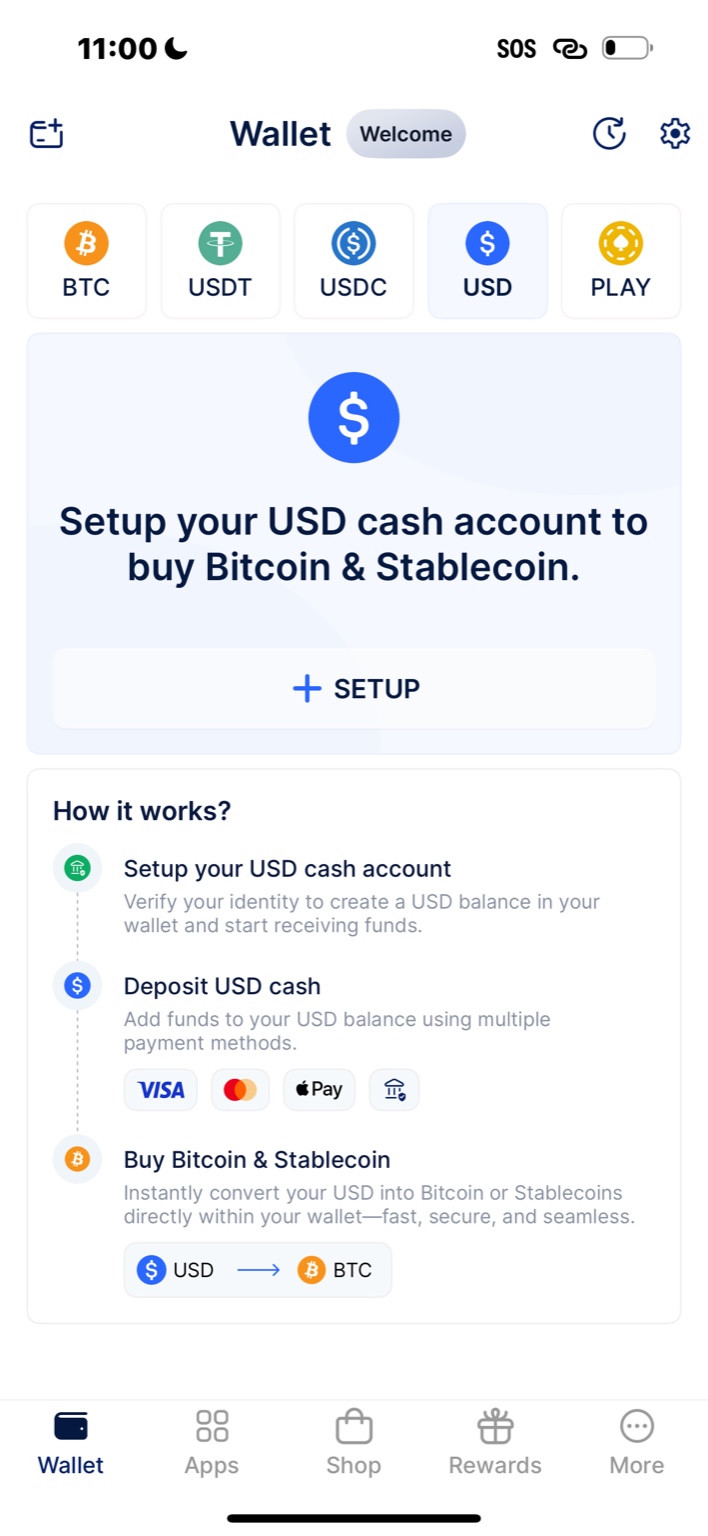 11:00
SOS
Wallet
Welcome
BTC
USDT
USDC
USD
PLAY
Setup your USD cash account to
buy Bitcoin & Stablecoin.
+ SETUP
How it works?
Setup your USD cash account
Verify your identity to create a USD balance in your
wallet and start receiving funds.
Deposit USD cash
Add funds to your USD balance using multiple
payment methods.
VISA
Pay
Buy Bitcoin & Stablecoin
Instantly convert your USD into Bitcoin or Stablecoins
directly within your wallet—fast, secure, and seamless.
USD
BTC
Wallet
Apps
Shop
Rewards
More